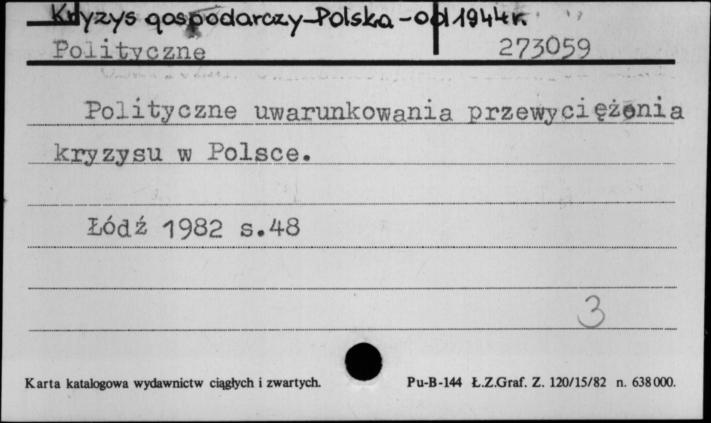 Kryzys gospodarczy-Polska-od 1944r.
Polityczne 273059
Polityczne uwarunkowania przewyciężenia
kryzysu w Polsce.
Łódź 1982 s.48
3
Karta katalogowa wydawnictw ciągłych i zwartych. Pu-B-144 Ł.Z.Graf. Z. 120/15/82 n. 638000.